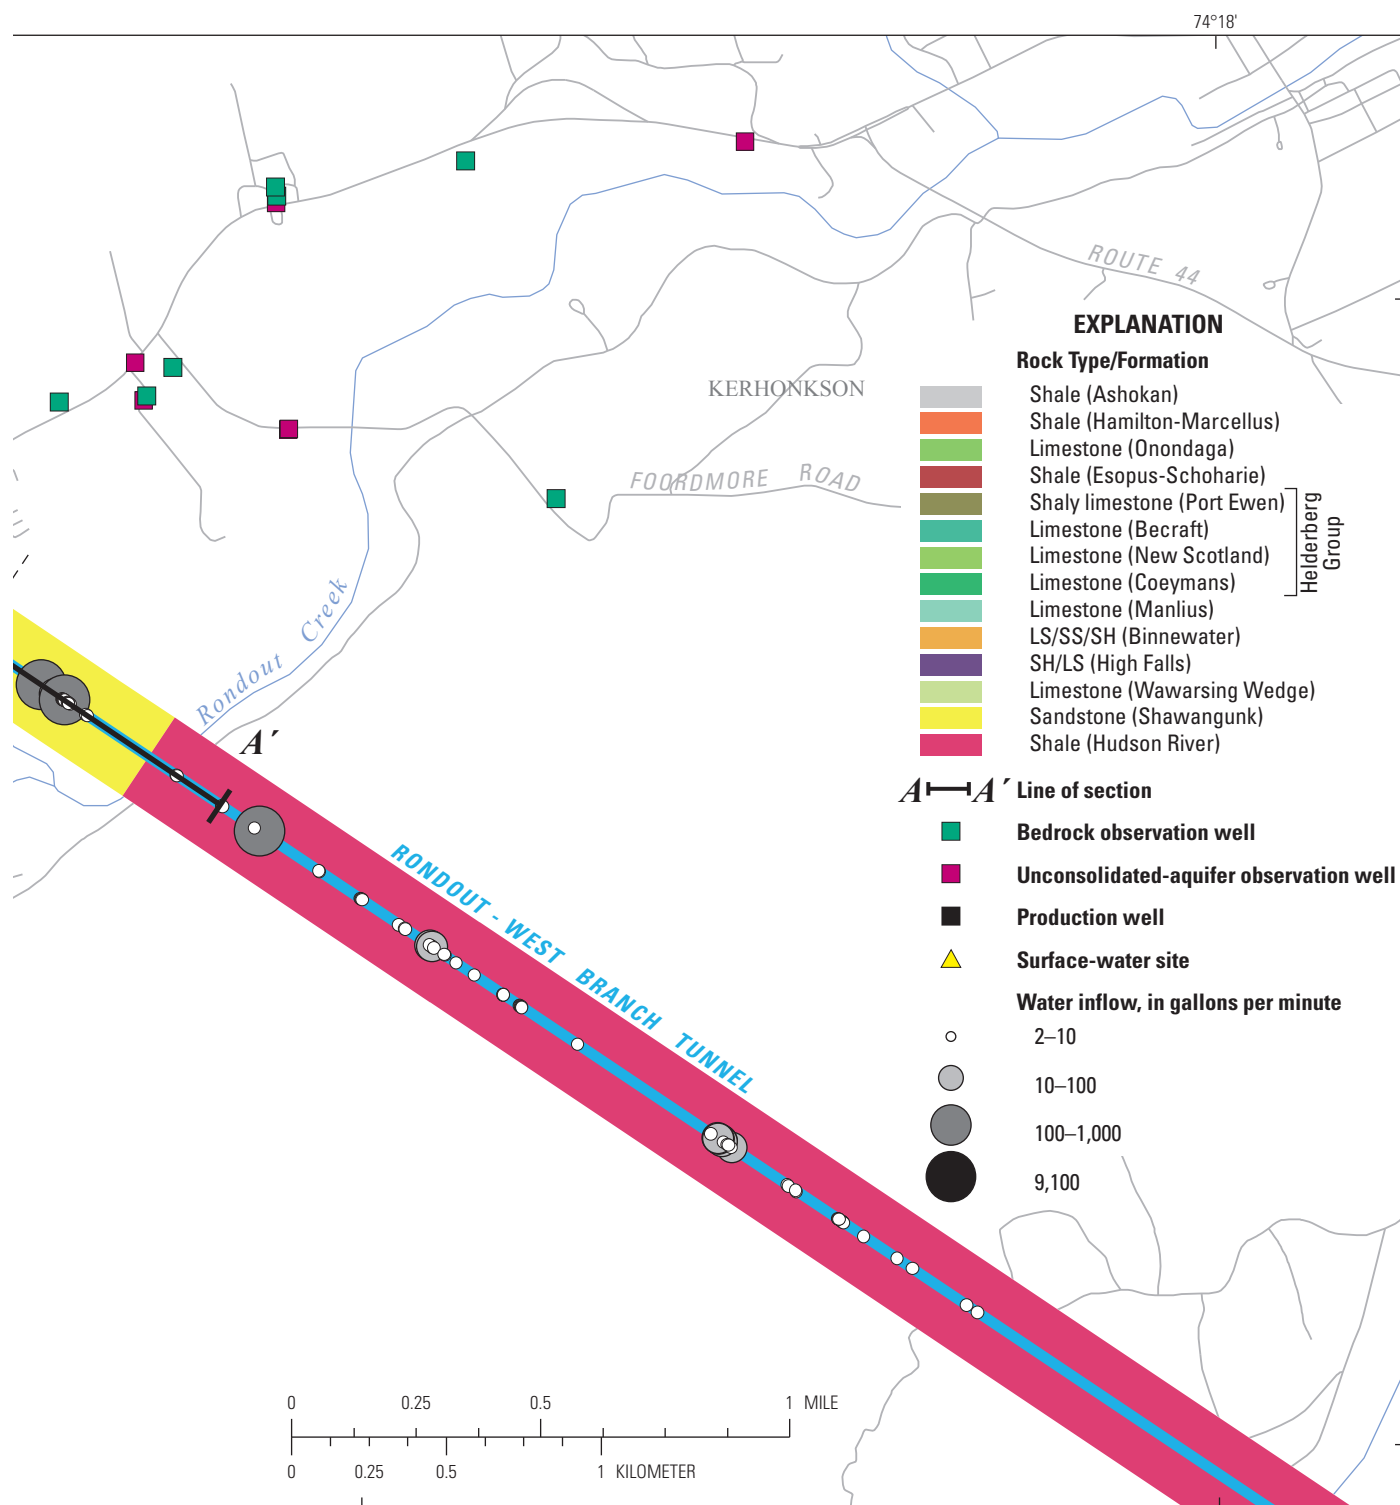 74°18'
ROUTE 44
EXPLANATION
Rock Type/Formation
Shale (Ashokan)
Shale (Hamilton-Marcellus)
Limestone (Onondaga)
Shale (Esopus-Schoharie)
Shaly limestone (Port Ewen)
Limestone (Becraft)
Limestone (New Scotland)
Limestone (Coeymans)
Helderberg
Group
Limestone (Manlius)
LS/SS/SH (Binnewater)
SH/LS (High Falls)
Limestone (Wawarsing Wedge)
Sandstone (Shawangunk)
Shale (Hudson River)
A A´ Line of section
Bedrock observation well
Unconsolidated-aquifer observation well
Production well
Surface-water site
Water inflow, in gallons per minute
2–10
10–100
100–1,000
9,100
KERHONKSON
FOORDMORE ROAD
Rondout Creek
A´
RONDOUT - WEST BRANCH TUNNEL
0 0.25 0.5 1 MILE
0 0.25 0.5 1 KILOMETER